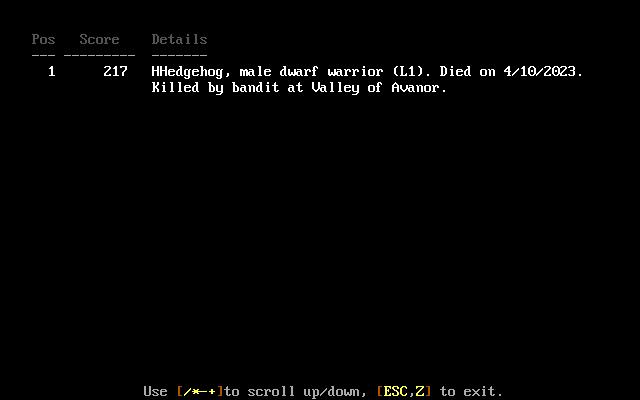 Pos Score Details
--- --------- -------
1 217 HHedgehog, male dwarf warrior (L1). Died on 4/10/2023.
Killed by bandit at Valley of Avanor.
Use [/*-+]to scroll up/down, [ESC,Z] to exit.